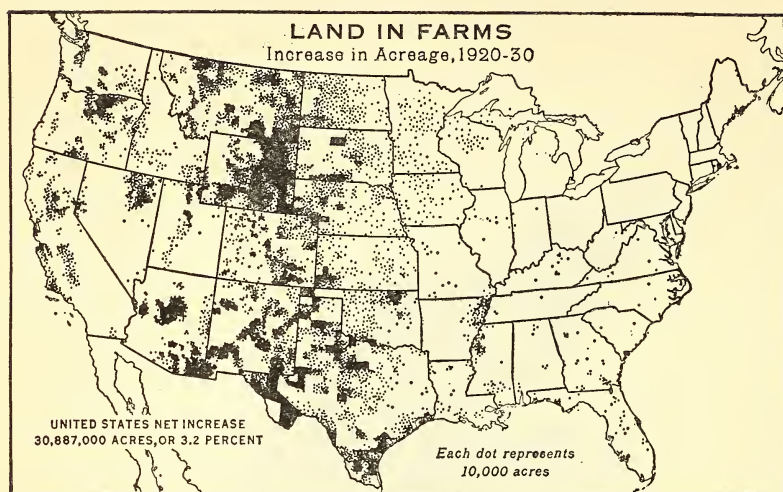 LAND IN FARMS
Increase in Acreage, 1920-30
UNITED STATES NET INCREASE
30,887,000 ACRES, OR 3.2 PERCENT
Each dot represents
10,000 acres